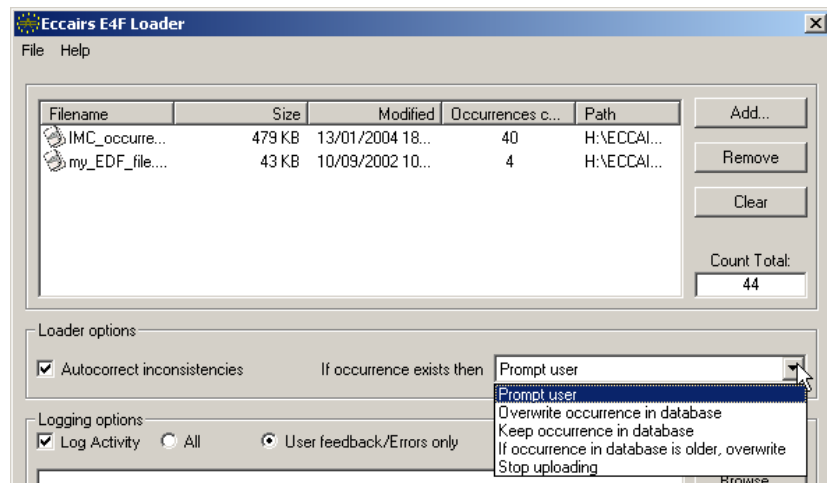 Eccairs E4F Loader
File Help
Filename Size Modified Occurrences c... Path
IMC_occurre... 479 KB 13/01/2004 18... 40 H:\ECCAI...
my_EDF_file.... 43 KB 10/09/2002 10... 4 H:\ECCAI...
Add...
Remove
Clear
Count Total:
44
Loader options
Autocorrect inconsistencies If occurrence exists then Prompt user
Prompt user
Overwrite occurrence in database
Keep occurrence in database
If occurrence in database is older, overwrite
Stop uploading
Logging options
Log Activity All User feedback/Errors only
Browse